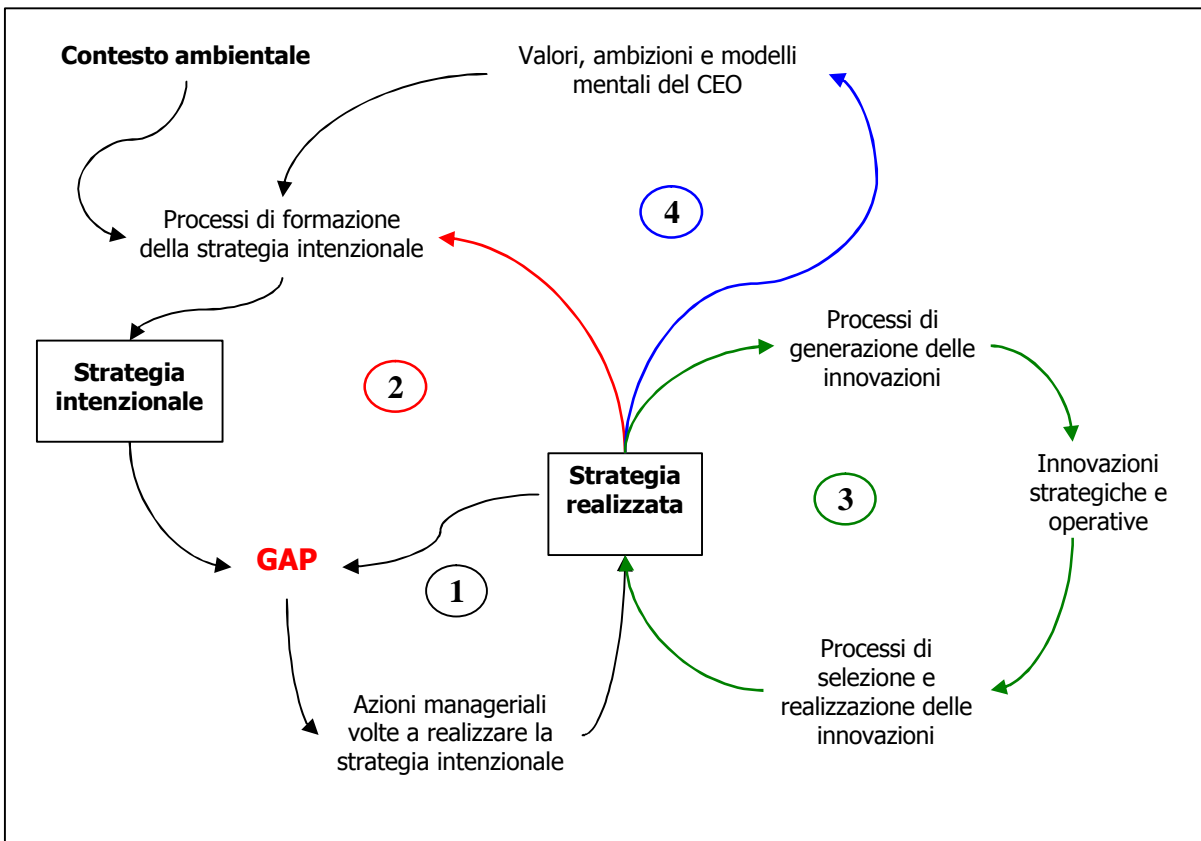 Contesto ambientale
Valori, ambizioni e modelli
mentali del CEO
Processi di formazione
della strategia intenzionale
4
Processi di
generazione delle
innovazioni
Strategia
intenzionale
2
Strategia
realizzata
3
Innovazioni
strategiche e
operative
GAP
1
Processi di
selezione e
realizzazione delle
innovazioni
Azioni manageriali
volte a realizzare la
strategia intenzionale